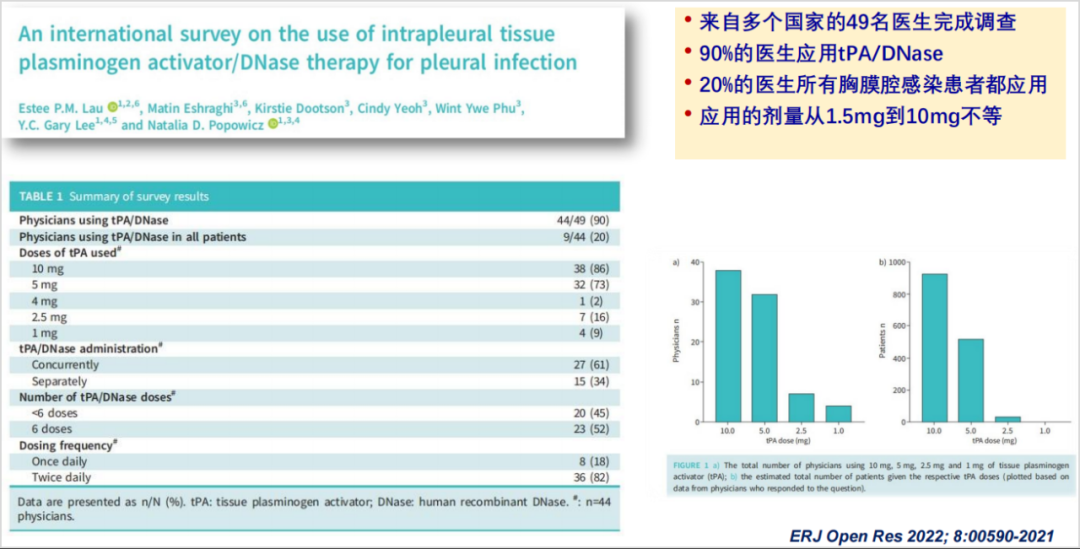 An international survey on the use of intrapleural tissue
plasminogen activator/DNase therapy for pleural infection
Estee P.M. Lau 1,2,6, Matin Eshraghi3,6, Kirstie Dootson3, Cindy Yeoh3, Wint Ywe Phu3,
Y.C. Gary Lee1,4,5 and Natalia D. Popowicz 1,3,4
• 来自多个国家的49名医生完成调查
• 90%的医生应用tPA/DNase
• 20%的医生所有胸膜腔感染患者都应用
• 应用的剂量从1.5mg到10mg不等
TABLE 1 Summary of survey results
Physicians using tPA/DNase 44/49 (90)
Physicians using tPA/DNase in all patients 9/44 (20)
Doses of tPA used#
10 mg 38 (86)
5 mg 32 (73)
4 mg 1 (2)
2.5 mg 7 (16)
1 mg 4 (9)
tPA/DNase administration#
Concurrently 27 (61)
Separately 15 (34)
Number of tPA/DNase doses#
<6 doses 20 (45)
6 doses 23 (52)
Dosing frequency#
Once daily 8 (18)
Twice daily 36 (82)
Data are presented as n/N (%). tPA: tissue plasminogen activator; DNase: human recombinant DNase. #: n=44
physicians.
a)
40
30
20
10
0
Physicians n
10.0 5.0 2.5 1.0
tPA dose (mg)
b)
1000
800
600
400
200
0
Patients n
10.0 5.0 2.5 1.0
tPA dose (mg)
FIGURE 1 a) The total number of physicians using 10 mg, 5 mg, 2.5 mg and 1 mg of tissue plasminogen
activator (tPA); b) the estimated total number of patients given the respective tPA doses (plotted based on
data from physicians who responded to the question).
ERJ Open Res 2022; 8:00590-2021